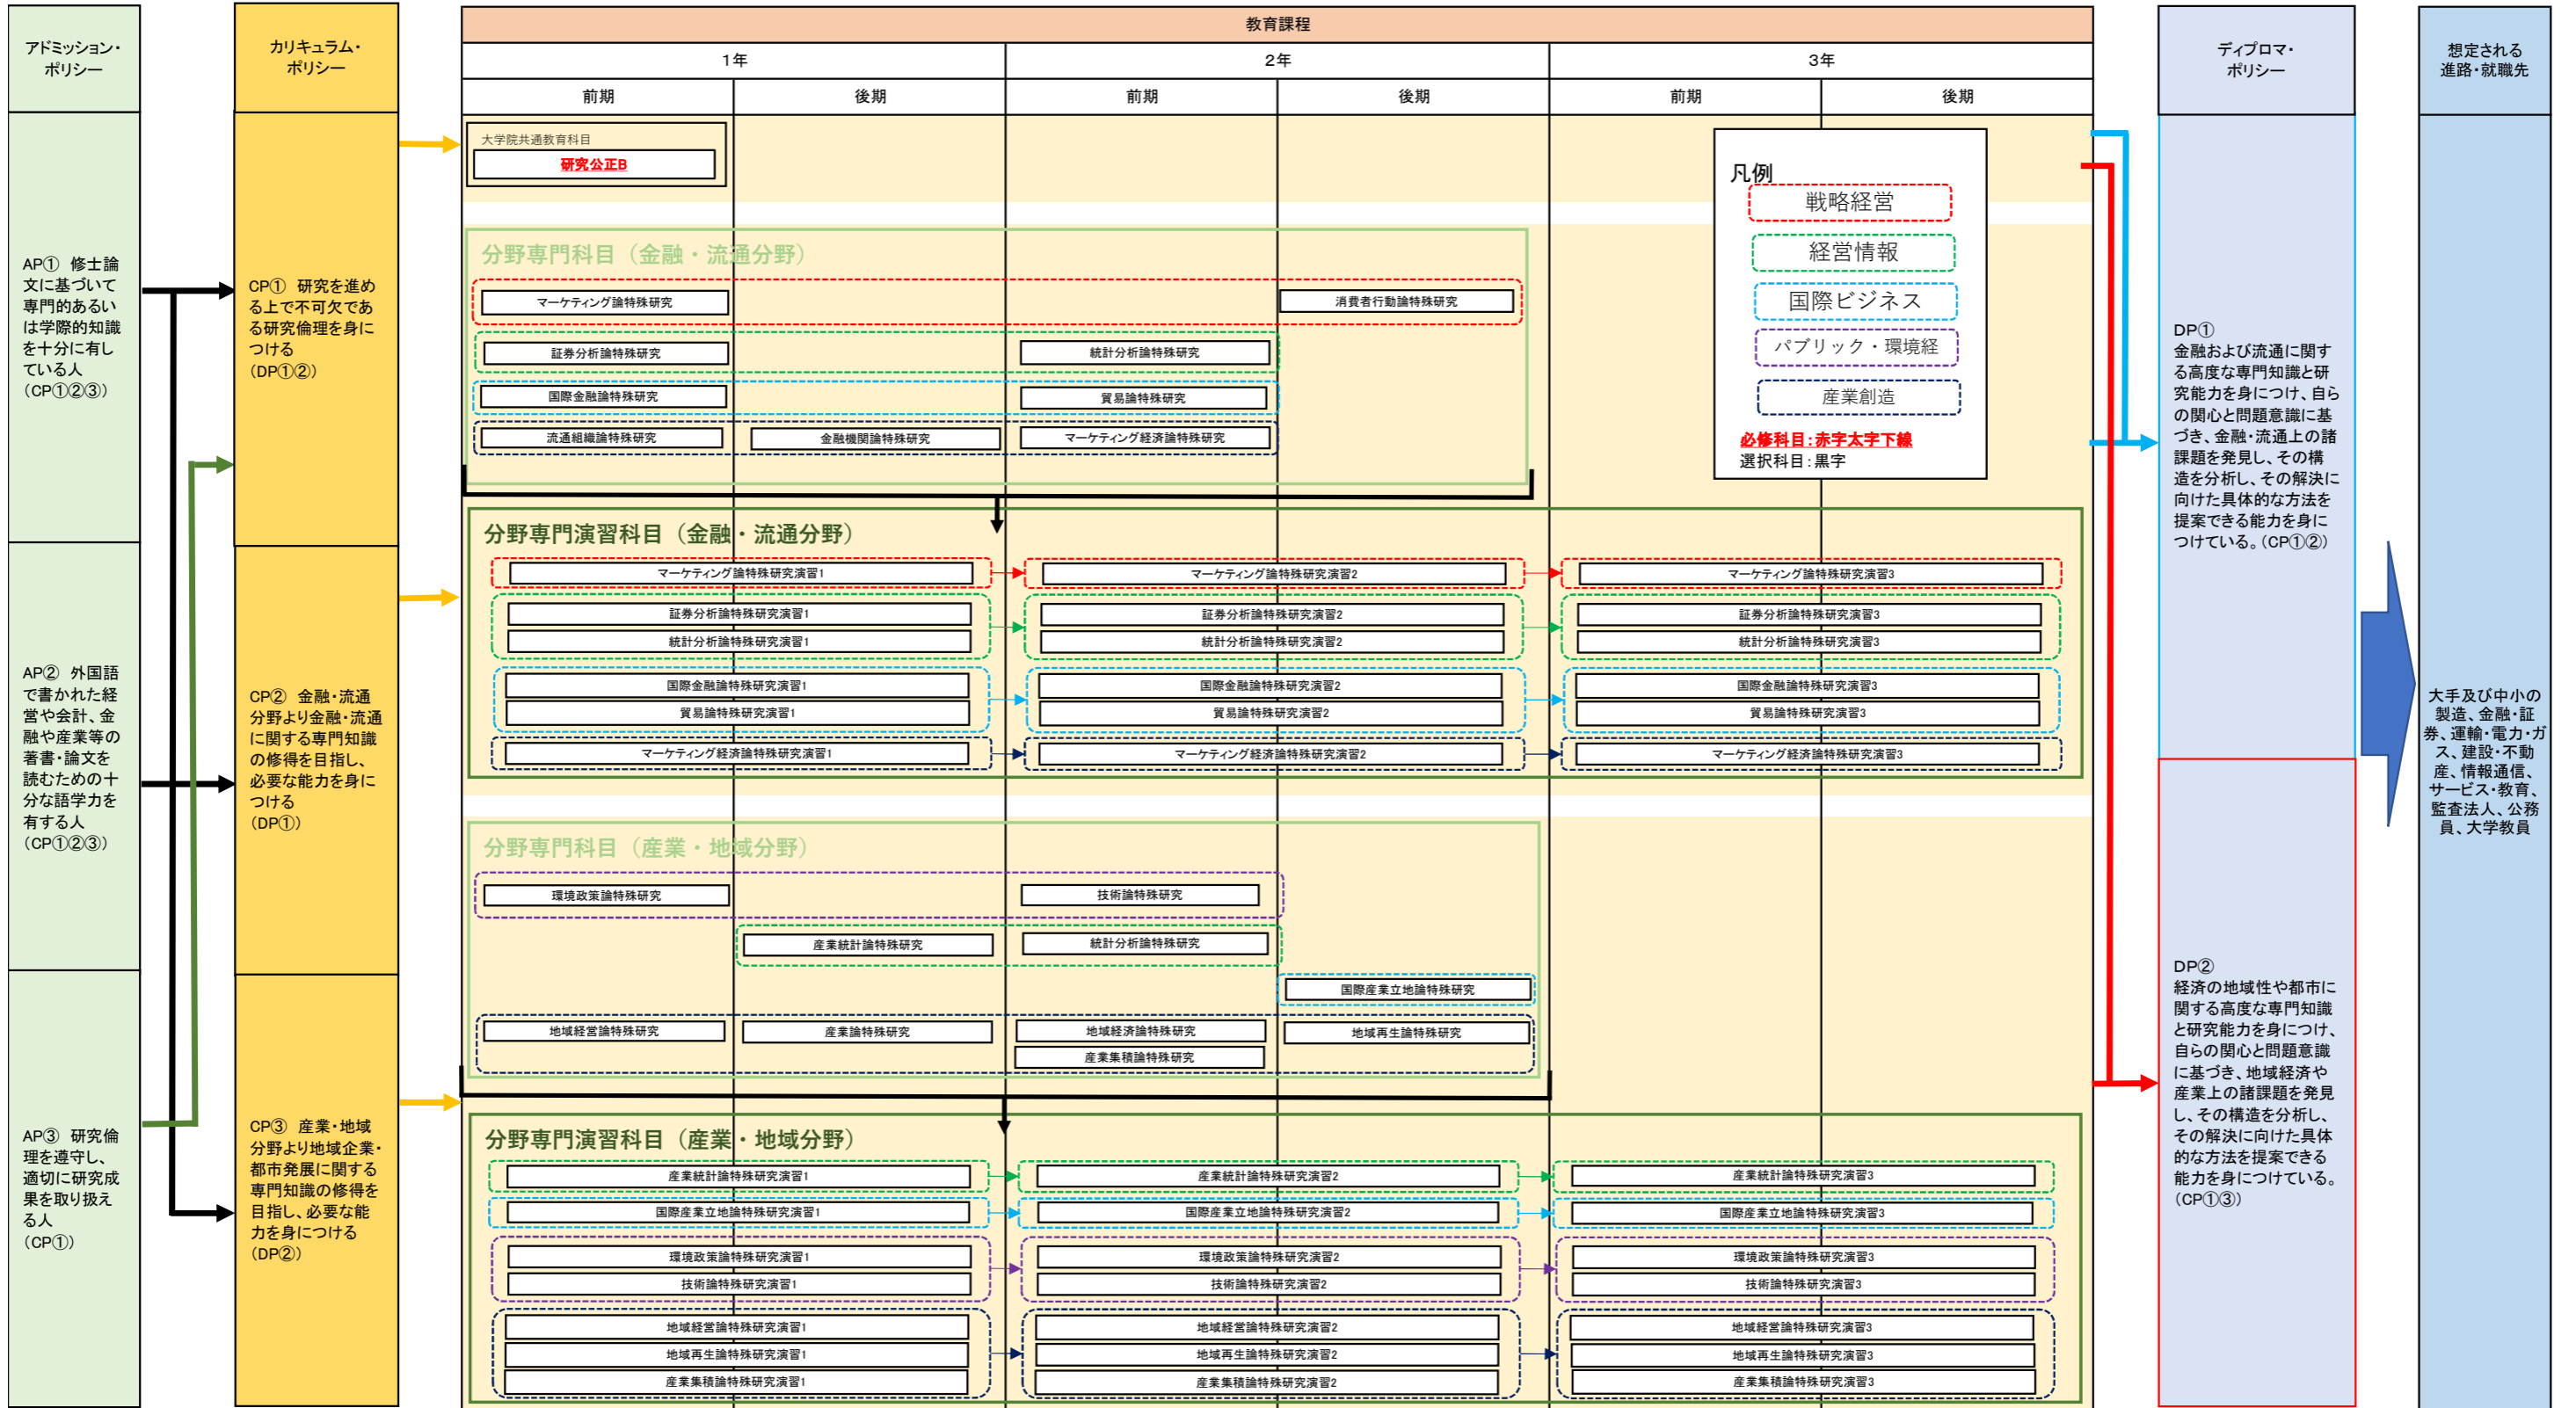 アドミッション・
ポリシー
AP① 修士論
文に基づいて
専門的あるい
は学際的知識
を十分に有し
ている人
(CP①②③)
AP② 外国語
で書かれた経
営や会計、金
融や産業等の
著書・論文を
読むための十
分な語学力を
有する人
(CP①②③)
AP③ 研究倫
理を遵守し、
適切に研究成
果を取り扱え
る人
(CP①)
カリキュラム・
ポリシー
CP① 研究を進め
る上で不可欠であ
る研究倫理を身に
つける
(DP①②)
CP② 金融・流通
分野より金融・流通
に関する専門知識
の修得を目指し、
必要な能力を身に
つける
(DP①)
CP③ 産業・地域
分野より地域企業・
都市発展に関する
専門知識の修得を
目指し、必要な能
力を身につける
(DP②)
教育課程
1年
2年
3年
前期
後期
前期
後期
前期
後期
大学院共通教育科目
研究公正B
凡例
戦略経営
経営情報
国際ビジネス
パブリック・環境経
産業創造
必修科目:赤字太字下線
選択科目:黒字
分野専門科目（金融・流通分野）
マーケティング論特殊研究
消費者行動論特殊研究
証券分析論特殊研究
統計分析論特殊研究
国際金融論特殊研究
貿易論特殊研究
流通組織論特殊研究
金融機関論特殊研究
マーケティング経済論特殊研究
分野専門演習科目（金融・流通分野）
マーケティング論特殊研究演習1
マーケティング論特殊研究演習2
マーケティング論特殊研究演習3
証券分析論特殊研究演習1
証券分析論特殊研究演習2
証券分析論特殊研究演習3
統計分析論特殊研究演習1
統計分析論特殊研究演習2
統計分析論特殊研究演習3
国際金融論特殊研究演習1
国際金融論特殊研究演習2
国際金融論特殊研究演習3
貿易論特殊研究演習1
貿易論特殊研究演習2
貿易論特殊研究演習3
マーケティング経済論特殊研究演習1
マーケティング経済論特殊研究演習2
マーケティング経済論特殊研究演習3
分野専門科目（産業・地域分野）
環境政策論特殊研究
技術論特殊研究
産業統計論特殊研究
統計分析論特殊研究
国際産業立地論特殊研究
地域経営論特殊研究
産業論特殊研究
地域経済論特殊研究
地域再生論特殊研究
産業集積論特殊研究
分野専門演習科目（産業・地域分野）
産業統計論特殊研究演習1
産業統計論特殊研究演習2
産業統計論特殊研究演習3
国際産業立地論特殊研究演習1
国際産業立地論特殊研究演習2
国際産業立地論特殊研究演習3
環境政策論特殊研究演習1
環境政策論特殊研究演習2
環境政策論特殊研究演習3
技術論特殊研究演習1
技術論特殊研究演習2
技術論特殊研究演習3
地域経営論特殊研究演習1
地域経営論特殊研究演習2
地域経営論特殊研究演習3
地域再生論特殊研究演習1
地域再生論特殊研究演習2
地域再生論特殊研究演習3
産業集積論特殊研究演習1
産業集積論特殊研究演習2
産業集積論特殊研究演習3
ディプロマ・
ポリシー
DP①
金融および流通に関す
る高度な専門知識と研
究能力を身につけ、自ら
の関心と問題意識に基
づき、金融・流通上の諸
課題を発見し、その構
造を分析し、その解決に
向けた具体的な方法を
提案できる能力を身に
つけている。(CP①②)
DP②
経済の地域性や都市に
関する高度な専門知識
と研究能力を身につけ、
自らの関心と問題意識
に基づき、地域経済や
産業上の諸課題を発見
し、その構造を分析し、
その解決に向けた具体
的な方法を提案できる
能力を身につけている。
(CP①③)
想定される
進路・就職先
大手及び中小の
製造、金融・証
券、運輸・電力・ガ
ス、建設・不動
産、情報通信、
サービス・教育、
監査法人、公務
員、大学教員